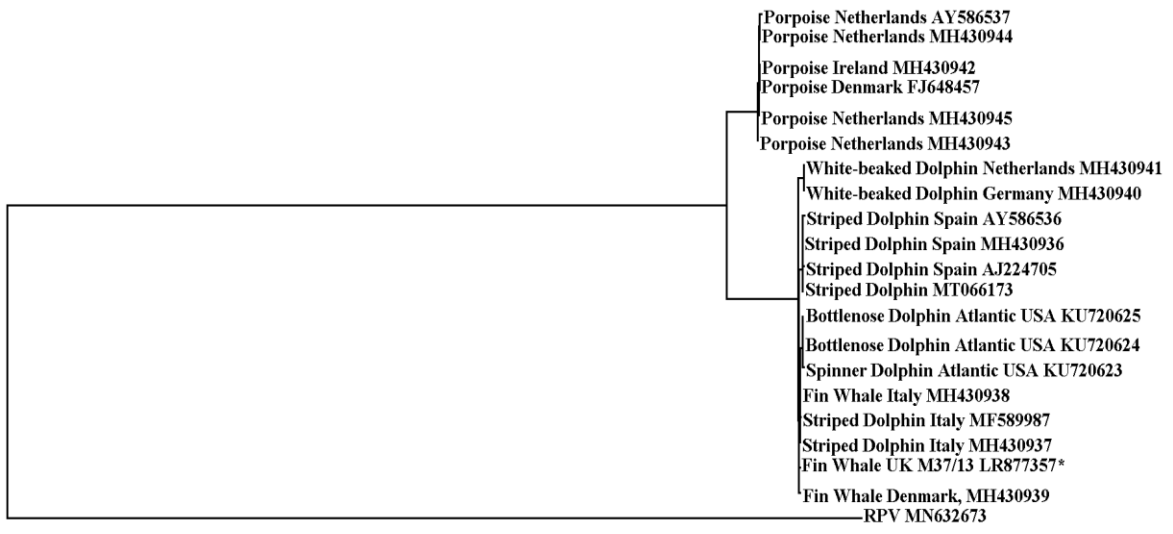 Porpoise Netherlands AY586537
Porpoise Netherlands MH430944
Porpoise Ireland MH430942
Porpoise Denmark FJ648457
Porpoise Netherlands MH430945
Porpoise Netherlands MH430943
White-beaked Dolphin Netherlands MH430941
White-beaked Dolphin Germany MH430940
Striped Dolphin Spain AY586536
Striped Dolphin Spain MH430936
Striped Dolphin Spain AJ224705
Striped Dolphin MT066173
Bottlenose Dolphin Atlantic USA KU720625
Bottlenose Dolphin Atlantic USA KU720624
Spinner Dolphin Atlantic USA KU720623
Fin Whale Italy MH430938
Striped Dolphin Italy MF589987
Striped Dolphin Italy MH430937
Fin Whale UK M37/13 LR877357*
Fin Whale Denmark, MH430939
RPV MN632673